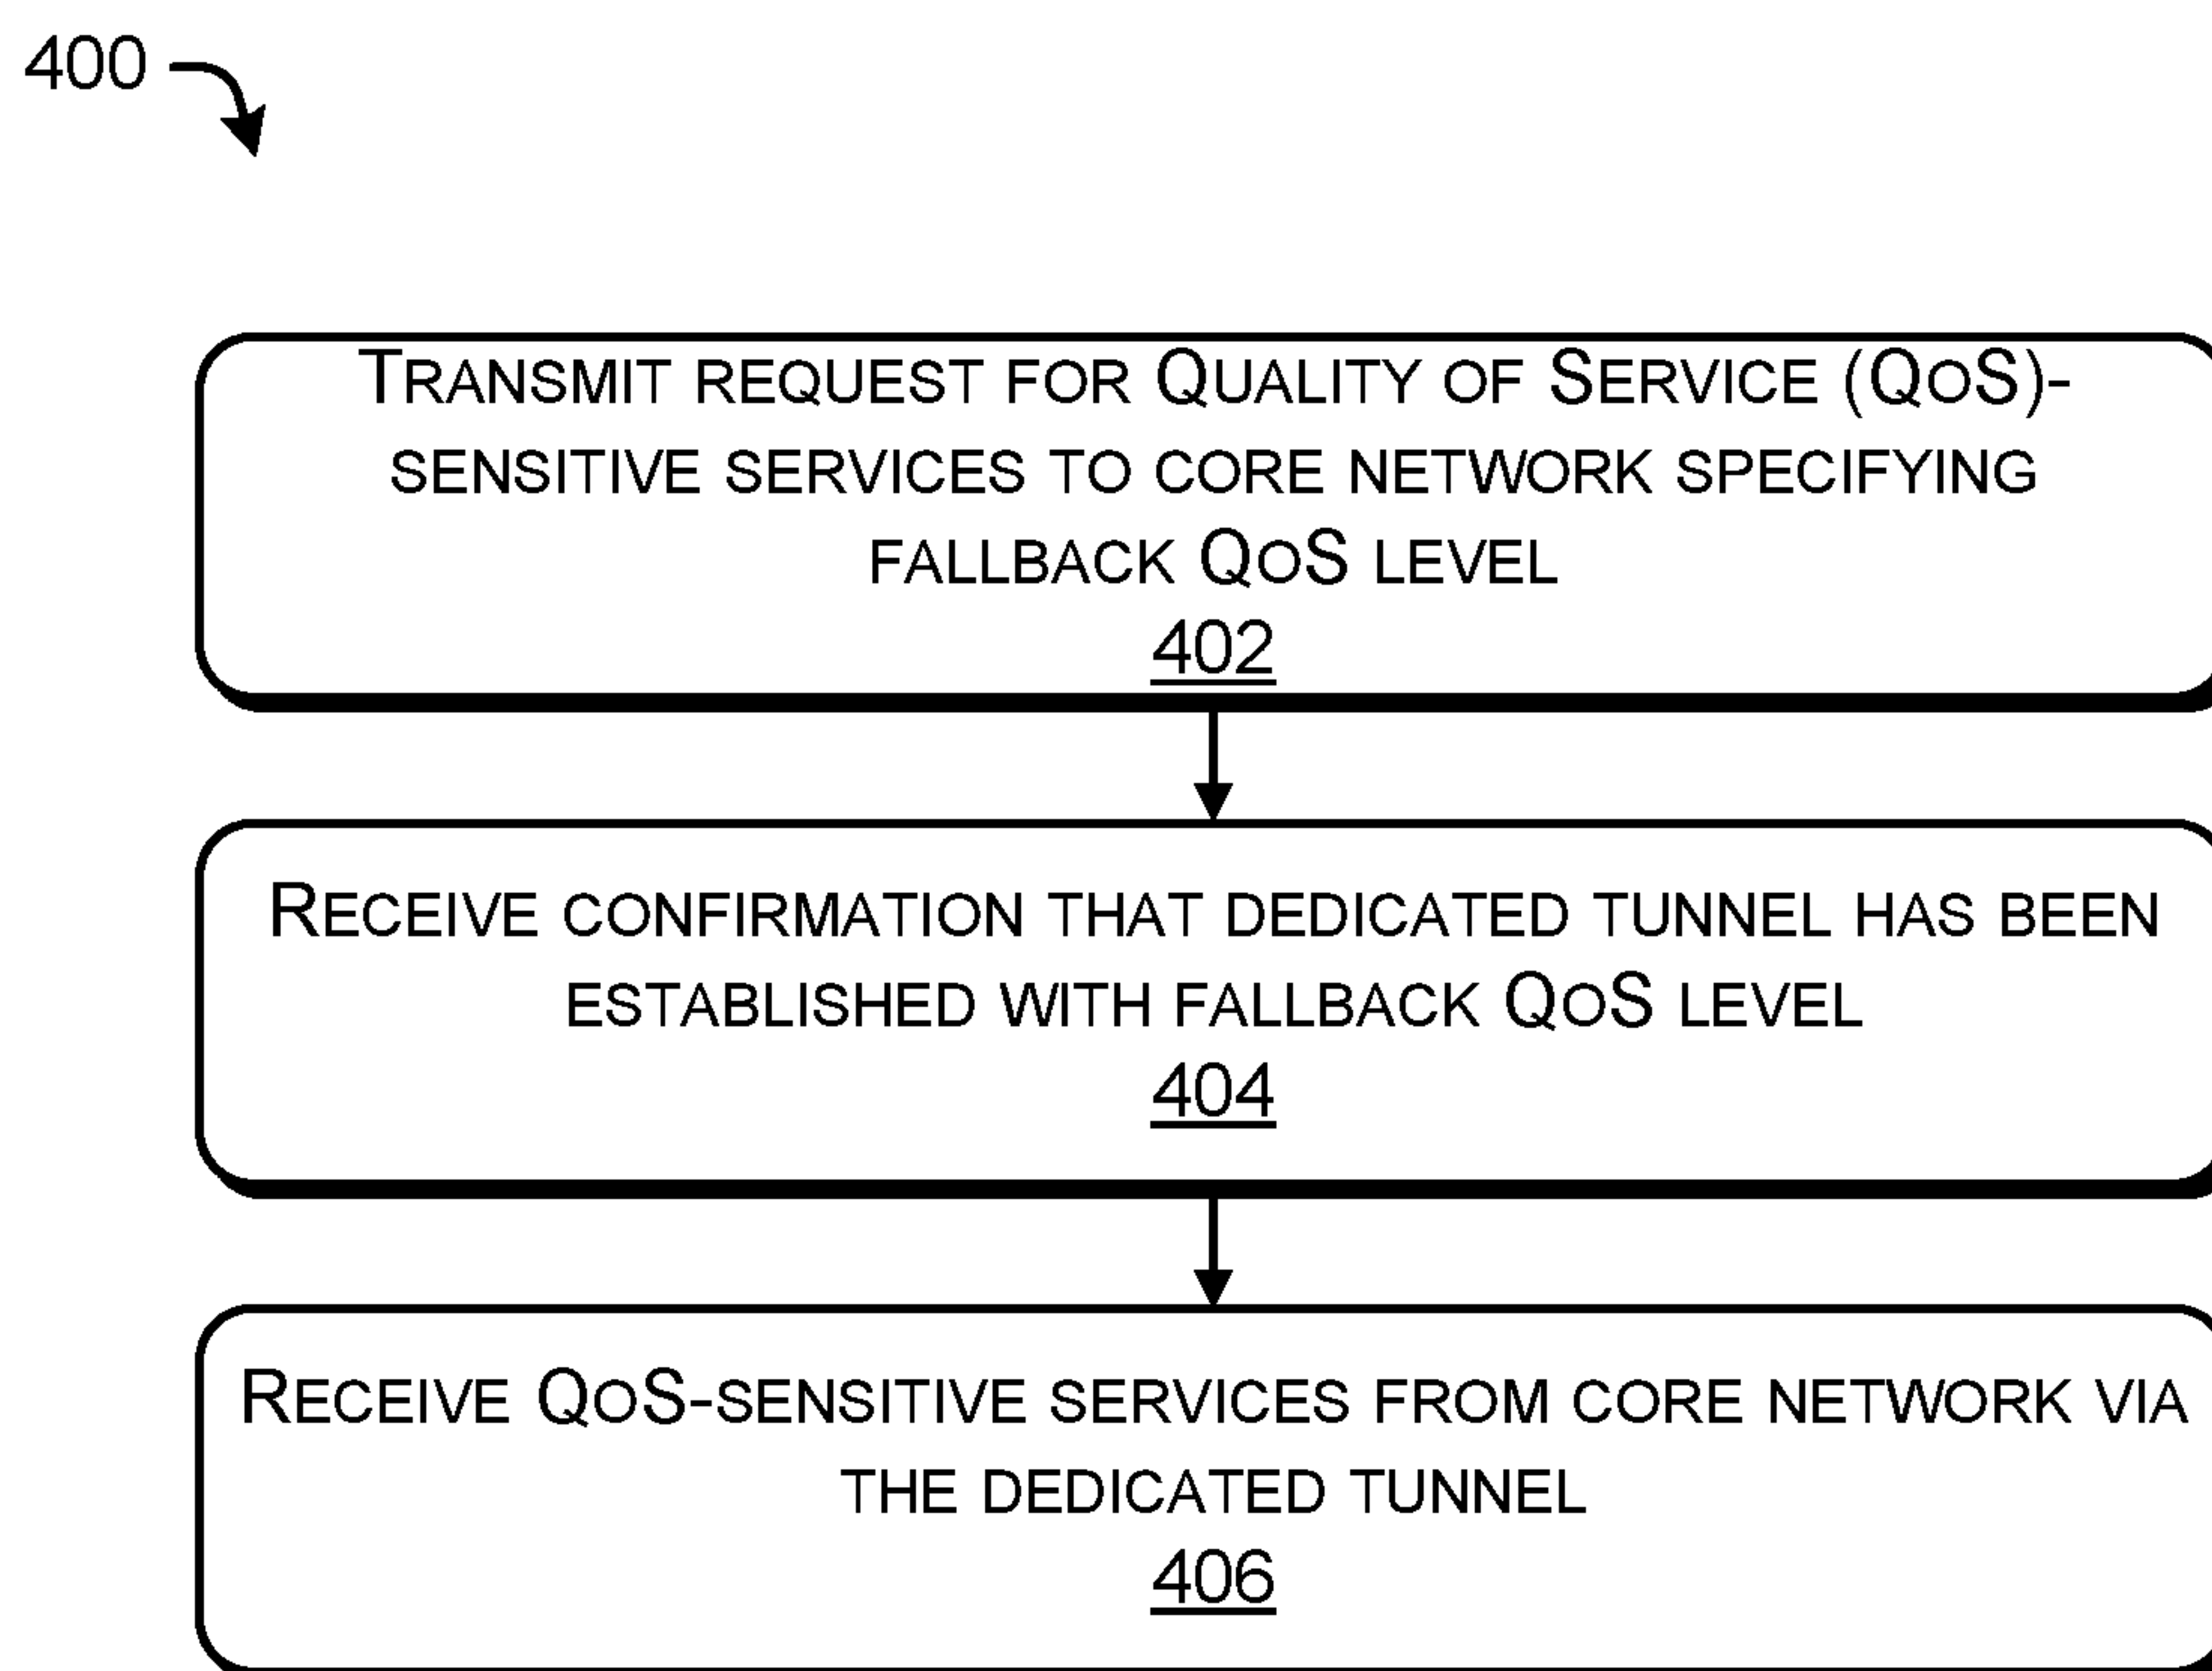 400
TRANSMIT REQUEST FOR QUALITY OF SERVICE (QOS)-
SENSITIVE SERVICES TO CORE NETWORK SPECIFYING
FALLBACK QOS LEVEL
402
RECEIVE CONFIRMATION THAT DEDICATED TUNNEL HAS BEEN
ESTABLISHED WITH FALLBACK QOS LEVEL
404
RECEIVE QOS-SENSITIVE SERVICES FROM CORE NETWORK VIA
THE DEDICATED TUNNEL
406